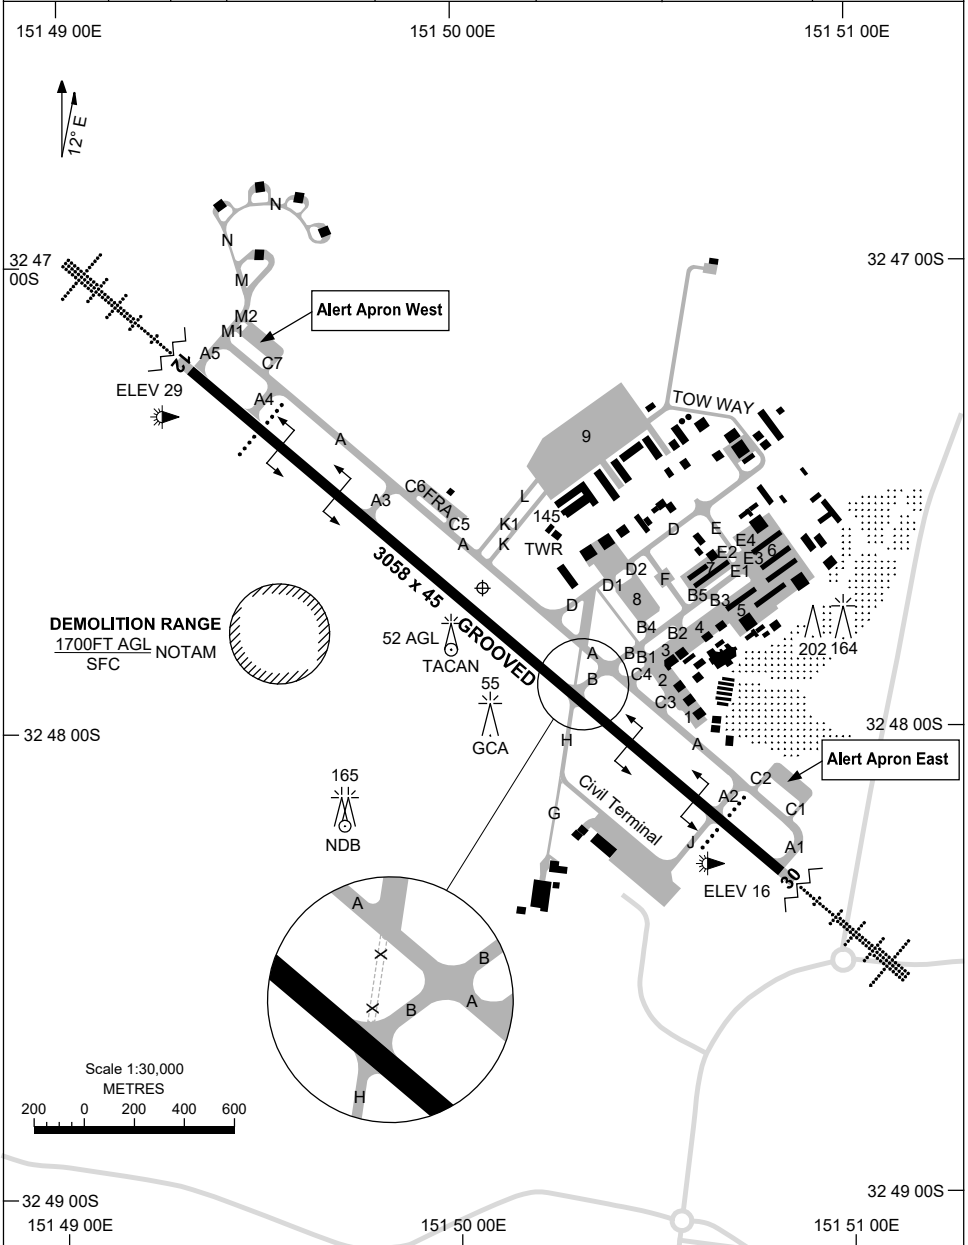 151 49 00E
151 50 00E
151 51 00E
12° E
N
N
32 47
00S
32 47 00S
M
Alert Apron West
M2
M1
A5
C7
12
ELEV 29
A4
TOW WAY
9
A
C6
FRA
L
A3
C5
K1
145
A
K
TWR
D
E
E4
6
E2
E3
3058 x 45
GROOVED
D2
7
E1
D1
F
B5
B3
8
5
D
DEMOLITION RANGE
1700FT AGL
SFC
NOTAM
52 AGL
TACAN
B4
B2
4
202
164
A
B
B1
3
B
C4
2
55
C3
1
GCA
H
A
32 48 00S
32 48 00S
Alert Apron East
165
C2
Civil Terminal
A2
C1
G
NDB
J
A1
ELEV 16
30
A
B
A
X
B
X
H
Scale 1:30,000
METRES
200
0
200
400
600
32 49 00S
32 49 00S
151 49 00E
151 50 00E
151 51 00E